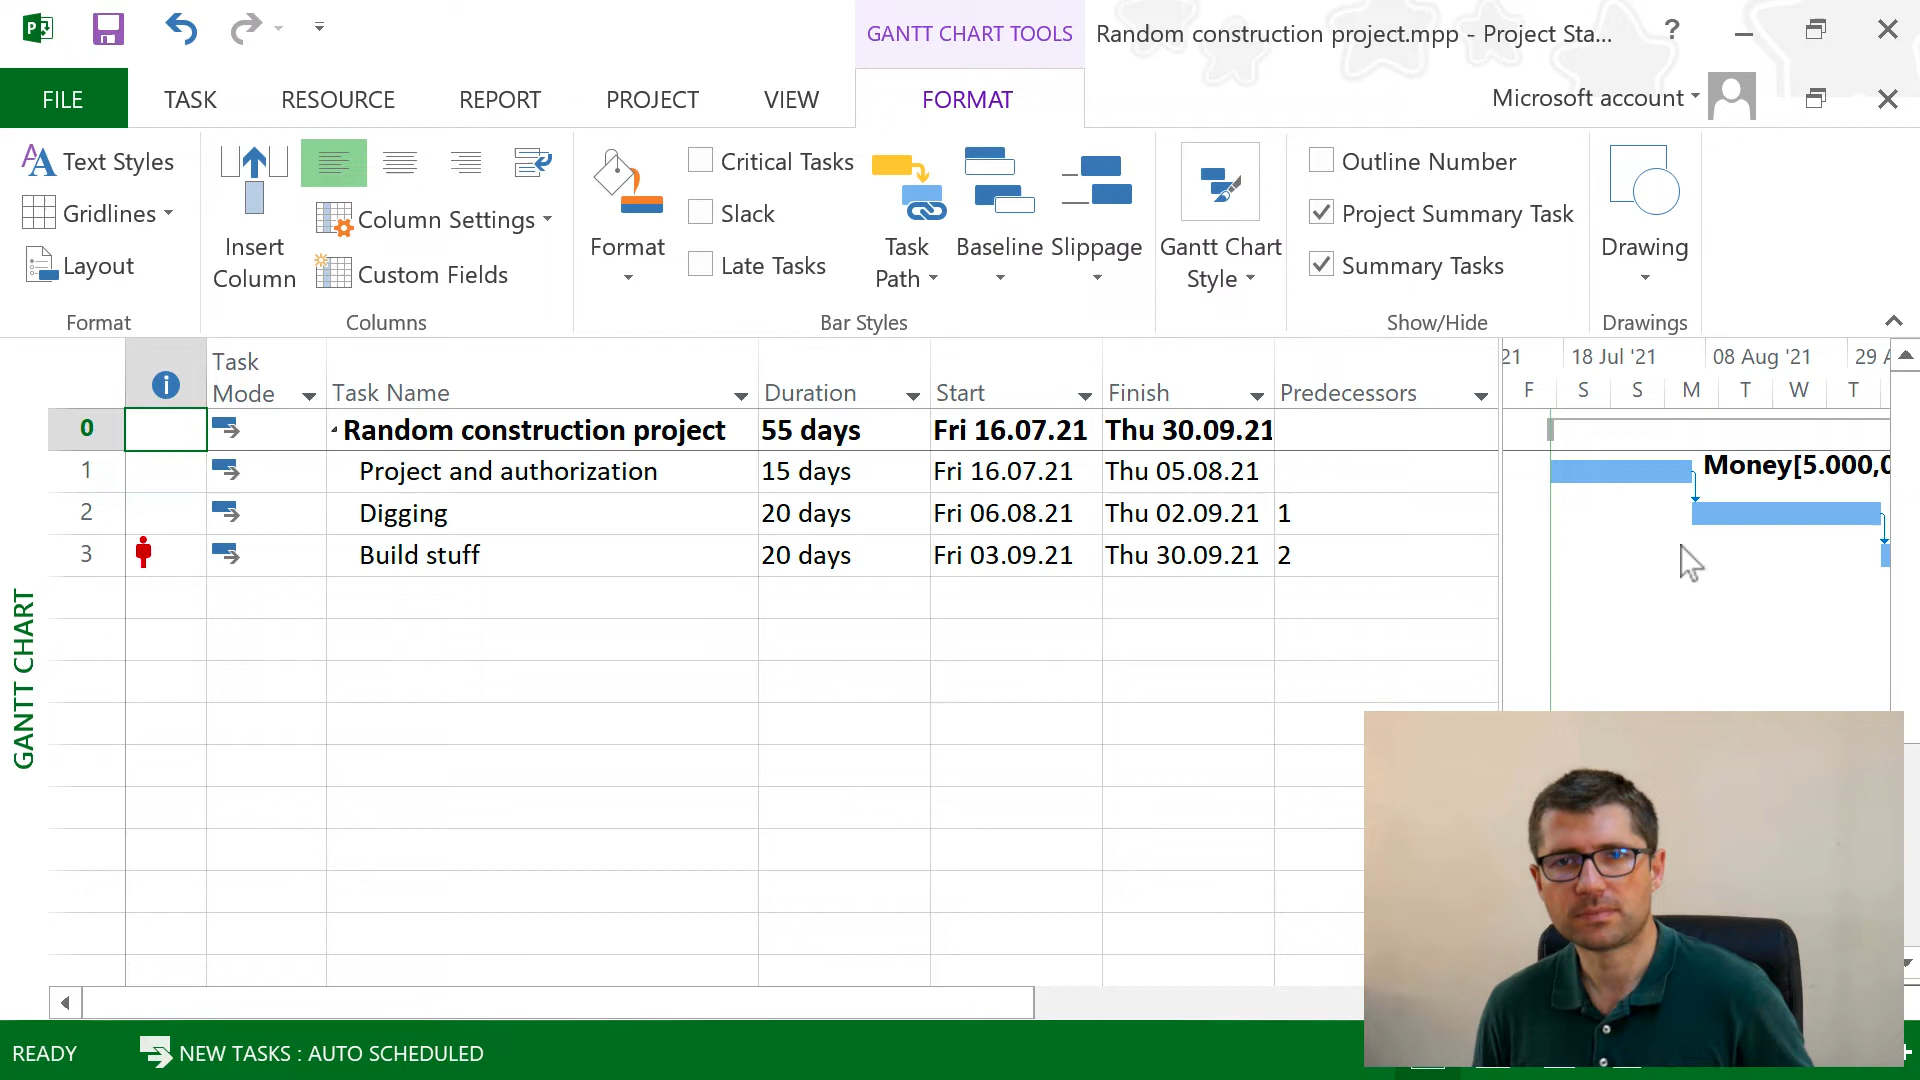 GANTT CHART TOOLS
Random construction project.mpp - Project Sta...
?
FILE
TASK
RESOURCE
REPORT
PROJECT
VIEW
FORMAT
Microsoft account
Text Styles
Gridlines
Layout
Format
Insert
Column
Column Settings
Custom Fields
Columns
Format
Critical Tasks
Slack
Late Tasks
Task
Path
Baseline
Slippage
Bar Styles
Gantt Chart
Style
Outline Number
Project Summary Task
Summary Tasks
Show/Hide
Drawing
Drawings
Task
Mode
Task Name
Duration
Start
Finish
Predecessors
21
18 Jul '21
08 Aug '21
29 A
F S S M T W T
0 Random construction project 55 days Fri 16.07.21 Thu 30.09.21
1 Project and authorization 15 days Fri 16.07.21 Thu 05.08.21
Money[5.000,0
2 Digging 20 days Fri 06.08.21 Thu 02.09.21 1
3 Build stuff 20 days Fri 03.09.21 Thu 30.09.21 2
GANTT CHART
READY
NEW TASKS : AUTO SCHEDULED